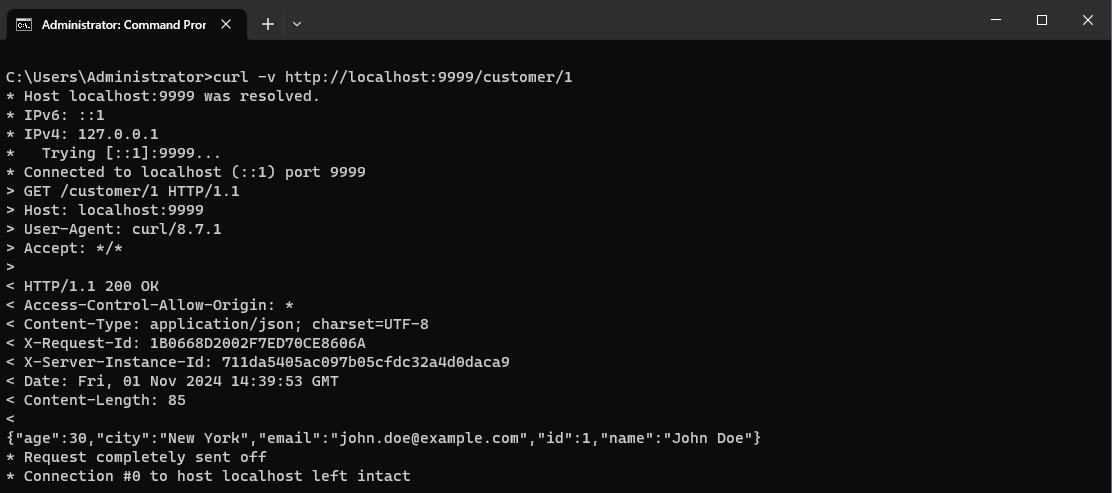 Administrator: Command Pror
C:\Users\Administrator>curl -v http://localhost:9999/customer/1
* Host localhost:9999 was resolved.
* IPv6: ::1
* IPv4: 127.0.0.1
*   Trying [::1]:9999...
* Connected to localhost (::1) port 9999
> GET /customer/1 HTTP/1.1
> Host: localhost:9999
> User-Agent: curl/8.7.1
> Accept: */*
>
< HTTP/1.1 200 OK
< Access-Control-Allow-Origin: *
< Content-Type: application/json; charset=UTF-8
< X-Request-Id: 1B0668D2002F7ED70CE8606A
< X-Server-Instance-Id: 711da5405ac097b05cfdc32a4d0daca9
< Date: Fri, 01 Nov 2024 14:39:53 GMT
< Content-Length: 85
<
{"age":30,"city":"New York","email":"john.doe@example.com","id":1,"name":"John Doe"}
* Request completely sent off
* Connection #0 to host localhost left intact